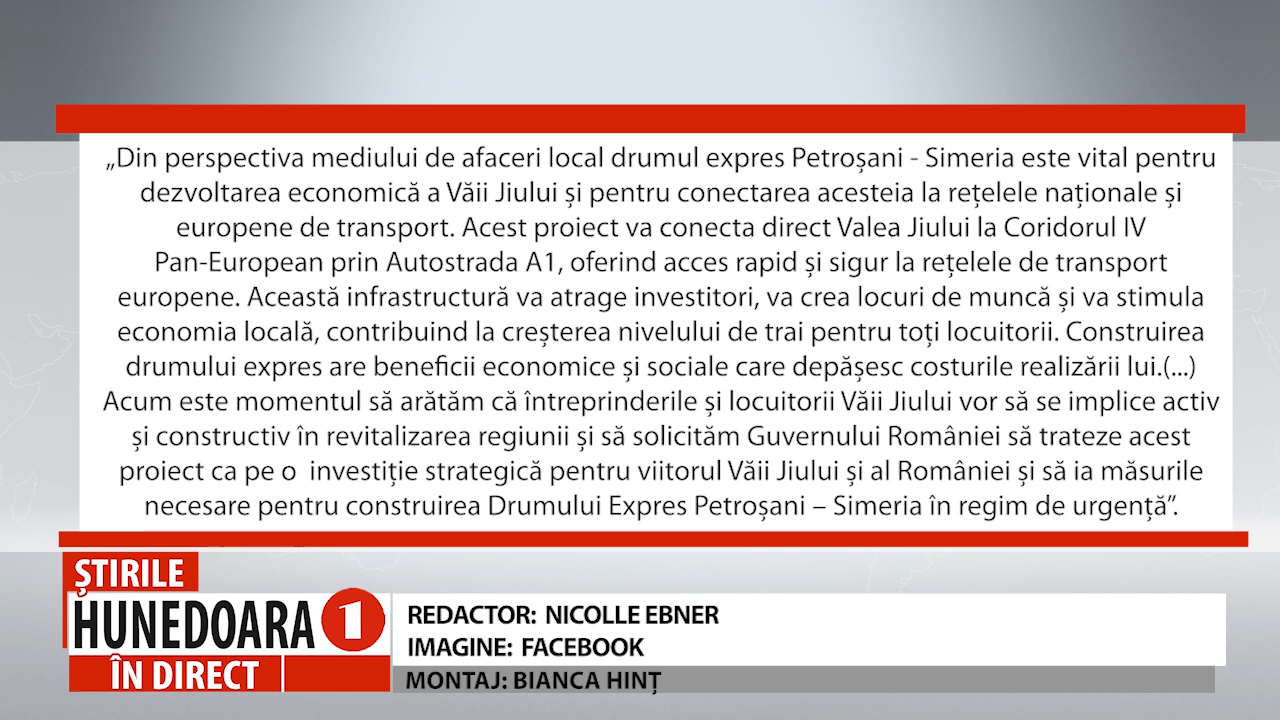 „Din perspectiva mediului de afaceri local drumul expres Petroșani - Simeria este vital pentru
dezvoltarea economică a Văii Jiului și pentru conectarea acesteia la rețelele naționale și
europene de transport. Acest proiect va conecta direct Valea Jiului la Coridorul IV
Pan-European prin Autostrada A1, oferind acces rapid și sigur la rețelele de transport
europene. Această infrastructură va atrage investitori, va crea locuri de muncă și va stimula
economia locală, contribuind la creșterea nivelului de trai pentru toți locuitorii. Construirea
drumului expres are beneficii economice și sociale care depășesc costurile realizării lui.(...)
Acum este momentul să arătăm că întreprinderile și locuitorii Văii Jiului vor să se implice activ
și constructiv în revitalizarea regiunii și să solicităm Guvernului României să trateze acest
proiect ca pe o  investiție strategică pentru viitorul Văii Jiului și al României și să ia măsurile
necesare pentru construirea Drumului Expres Petroșani – Simeria în regim de urgență”.
ȘTIRILE
HUNEDOARA 1
ÎN DIRECT
REDACTOR: NICOLLE EBNER
IMAGINE: FACEBOOK
MONTAJ: BIANCA HINȚ